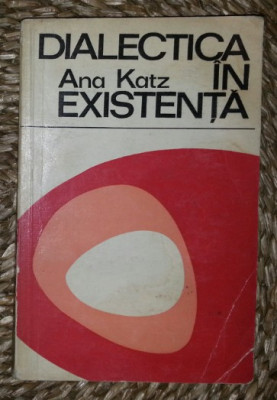 DIALECTICA
Ana Katz ÎN
EXISTENȚĂ